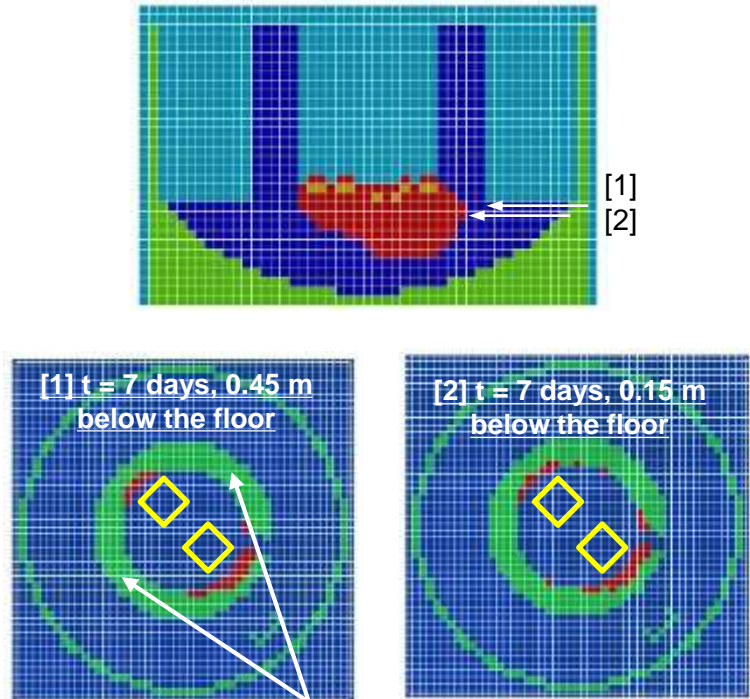 [1]
[2]
[1] t = 7 days, 0.45 m
below the floor
[2] t = 7 days, 0.15 m
below the floor